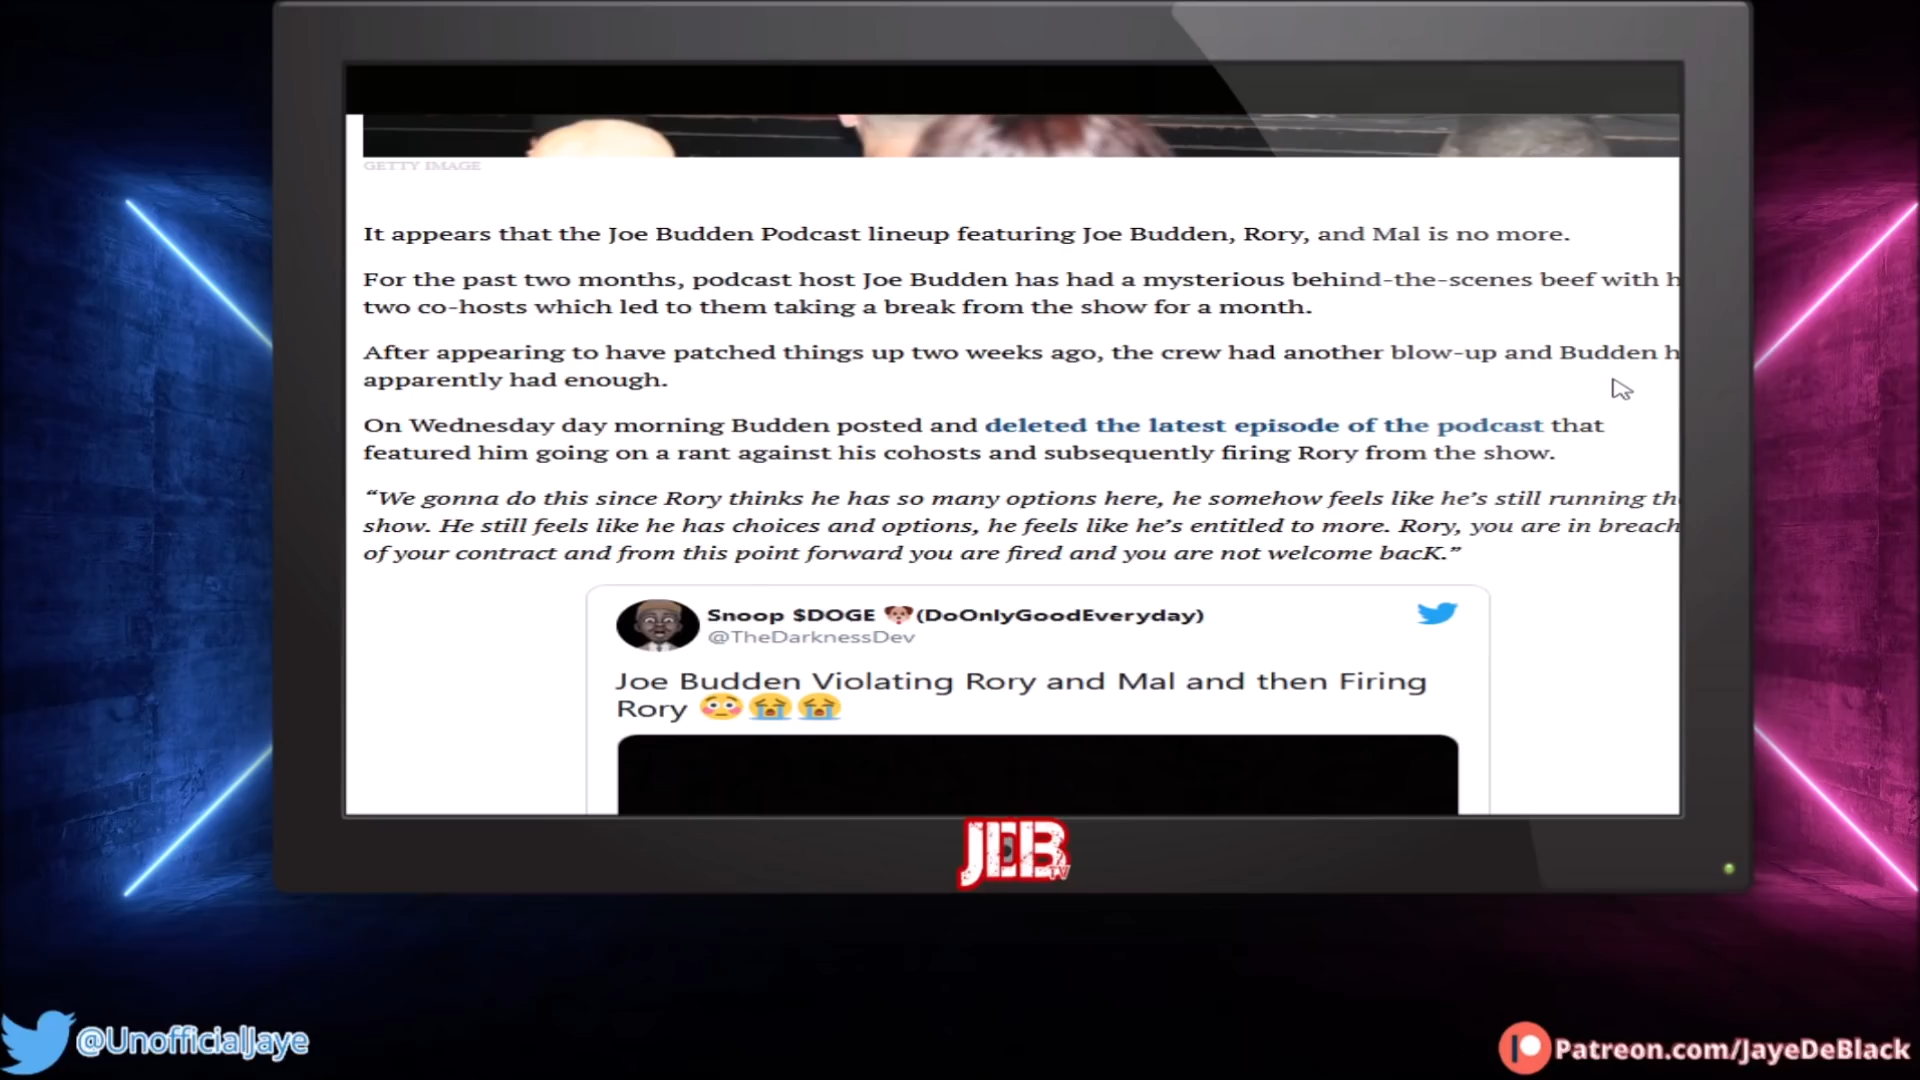 GETTY IMAGE
It appears that the Joe Budden Podcast lineup featuring Joe Budden, Rory, and Mal is no more.
For the past two months, podcast host Joe Budden has had a mysterious behind-the-scenes beef with h
two co-hosts which led to them taking a break from the show for a month.
After appearing to have patched things up two weeks ago, the crew had another blow-up and Budden h
apparently had enough.
On Wednesday day morning Budden posted and deleted the latest episode of the podcast that
featured him going on a rant against his cohosts and subsequently firing Rory from the show.
“We gonna do this since Rory thinks he has so many options here, he somehow feels like he’s still running th
show. He still feels like he has choices and options, he feels like he’s entitled to more. Rory, you are in breach
of your contract and from this point forward you are fired and you are not welcome bacK.”
Snoop $DOGE 🐶(DoOnlyGoodEveryday)
@TheDarknessDev
Joe Budden Violating Rory and Mal and then Firing
Rory 😳😭😭
JEB
TV
@UnofficialJaye
Patreon.com/JayeDeBlack